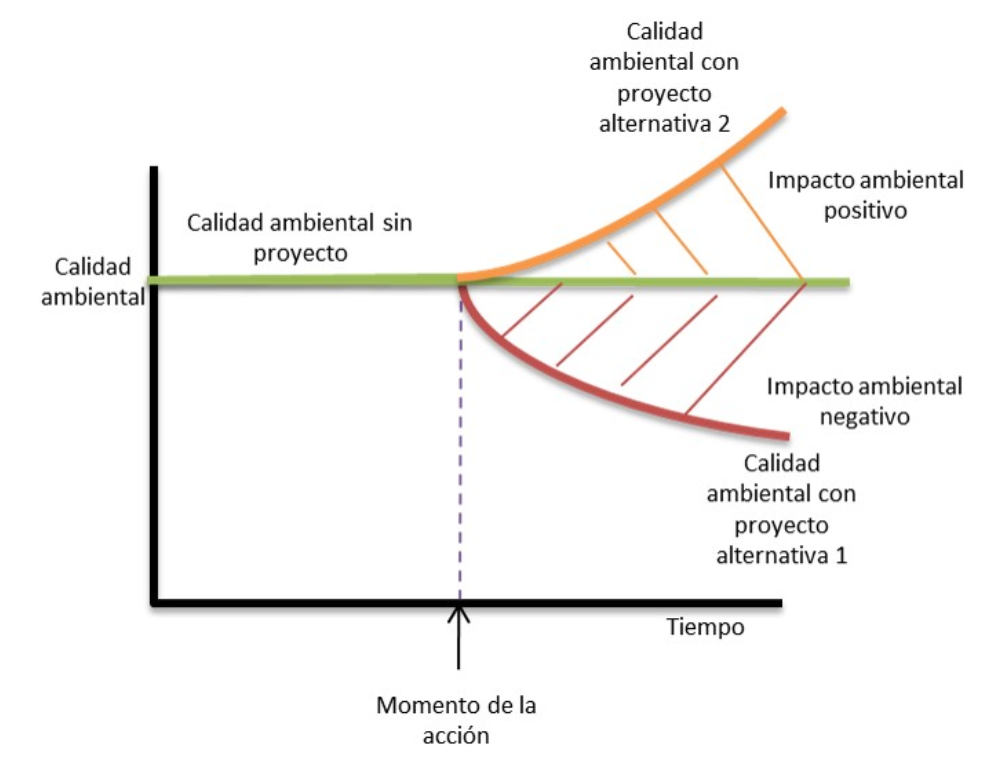 Calidad
ambiental con
proyecto
alternativa 2
Impacto ambiental
positivo
Calidad ambiental sin
proyecto
Calidad
ambiental
Impacto ambiental
negativo
Calidad
ambiental con
proyecto
alternativa 1
Tiempo
Momento de la
acción